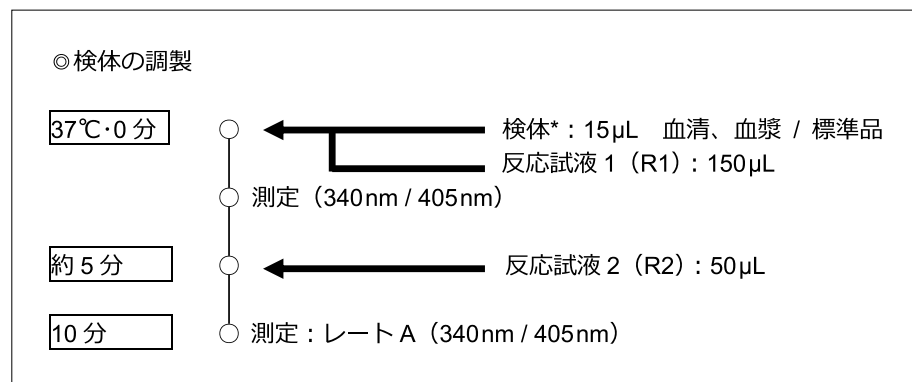 ◎検体の調製
37℃·0 分
検体*：15µL 血清、血漿 / 標準品
反応試液 1（R1）：150µL
測定（340nm / 405nm）
約 5 分
反応試液 2（R2）：50µL
10 分
測定：レート A（340nm / 405nm）